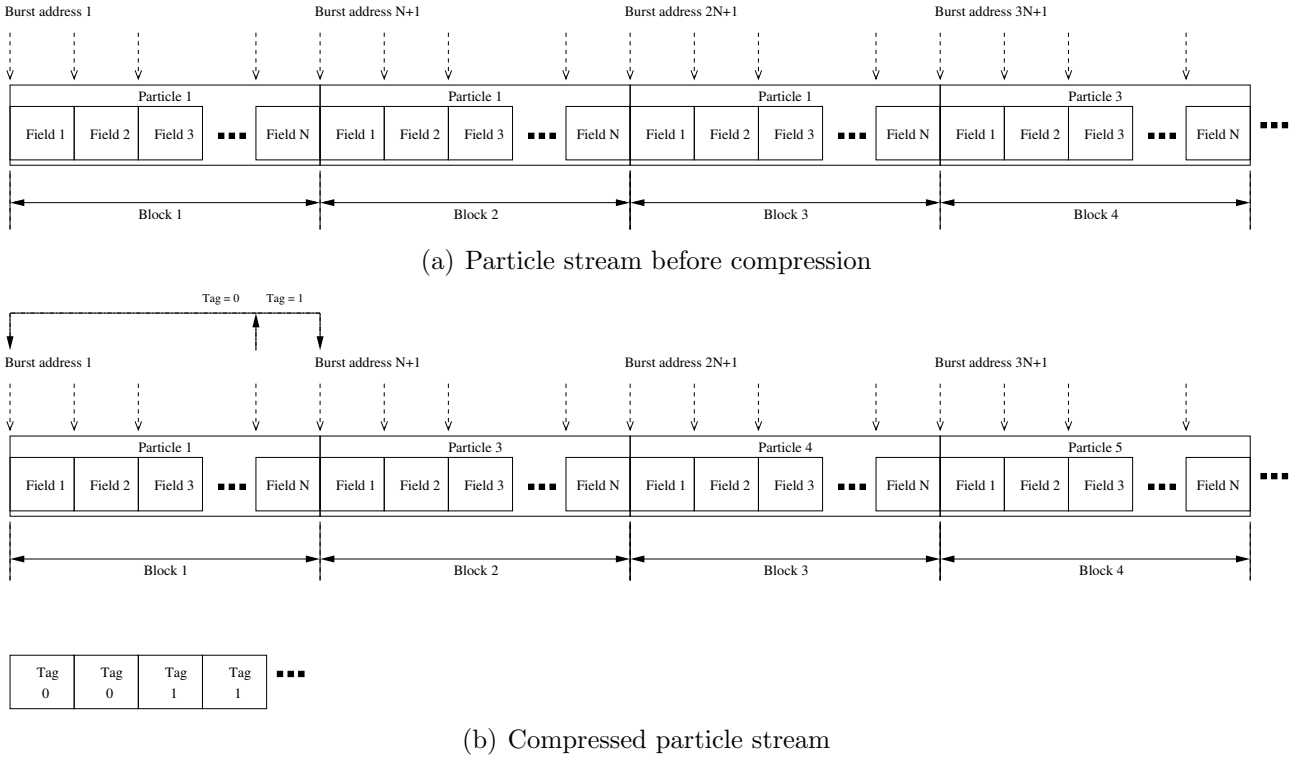 Burst address 1 Burst address N+1 Burst address 2N+1 Burst address 3N+1
Particle 1 Particle 1 Particle 1 Particle 3
Field 1 Field 2 Field 3 Field N Field 1 Field 2 Field 3 Field N Field 1 Field 2 Field 3 Field N Field 1 Field 2 Field 3 Field N
Block 1 Block 2 Block 3 Block 4
(a) Particle stream before compression
Tag = 0 Tag = 1
Burst address 1 Burst address N+1 Burst address 2N+1 Burst address 3N+1
Particle 1 Particle 3 Particle 4 Particle 5
Field 1 Field 2 Field 3 Field N Field 1 Field 2 Field 3 Field N Field 1 Field 2 Field 3 Field N Field 1 Field 2 Field 3 Field N
Block 1 Block 2 Block 3 Block 4
Tag Tag Tag Tag
0 0 1 1
(b) Compressed particle stream